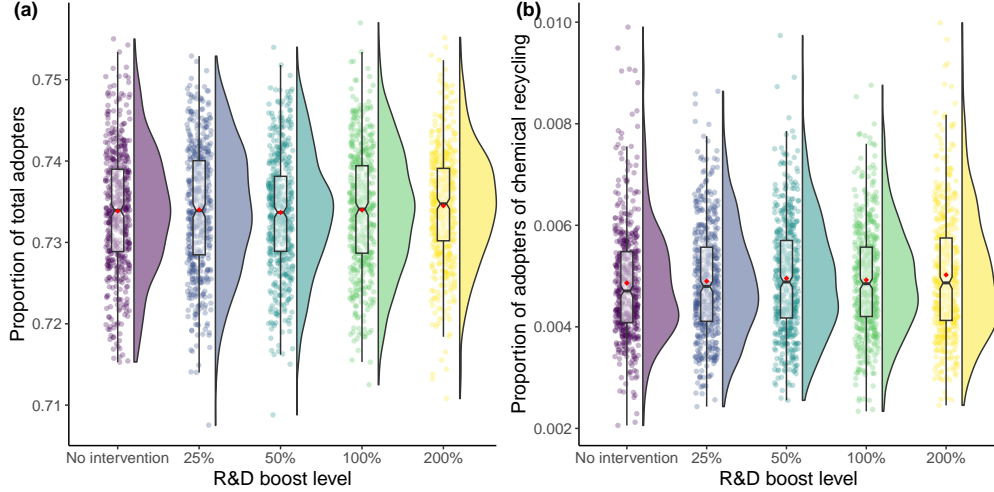 (a)
Proportion of total adopters
0.75
0.74
0.73
0.72
0.71
No intervention 25% 50% 100% 200%
R&D boost level
(b)
Proportion of adopters of chemical recycling
0.010
0.008
0.006
0.004
0.002
No intervention 25% 50% 100% 200%
R&D boost level